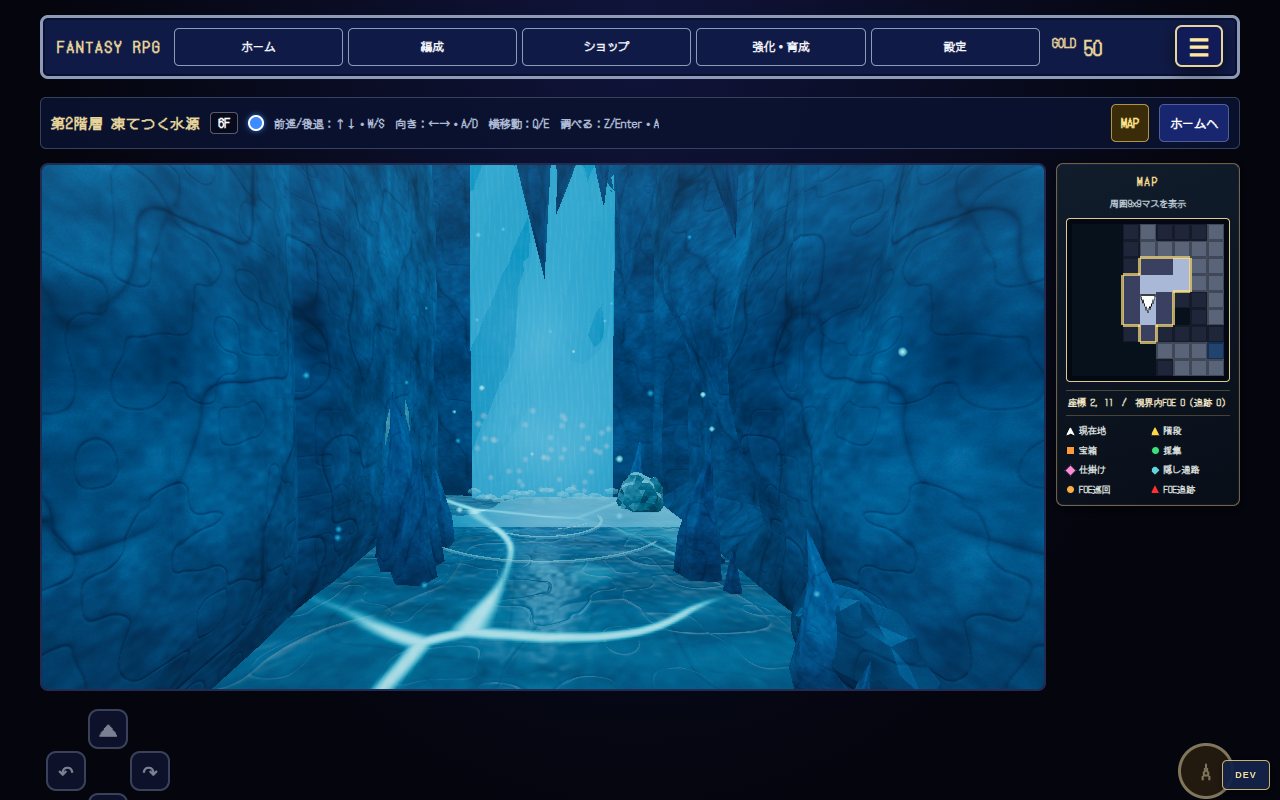 FANTASY RPG
ホーム
編成
ショップ
強化・育成
設定
GOLD 50
第2階層 凍てつく水源
6F
前進/後退：↑↓・W/S 向き：←→・A/D 横移動：Q/E 調べる：Z/Enter・A
MAP
ホームへ
MAP
周囲9x9マスを表示
座標 2, 11 / 視界内FOE 0 (追跡 0)
現在地
階段
宝箱
採集
仕掛け
隠し通路
FOE巡回
FOE追跡
A
DEV